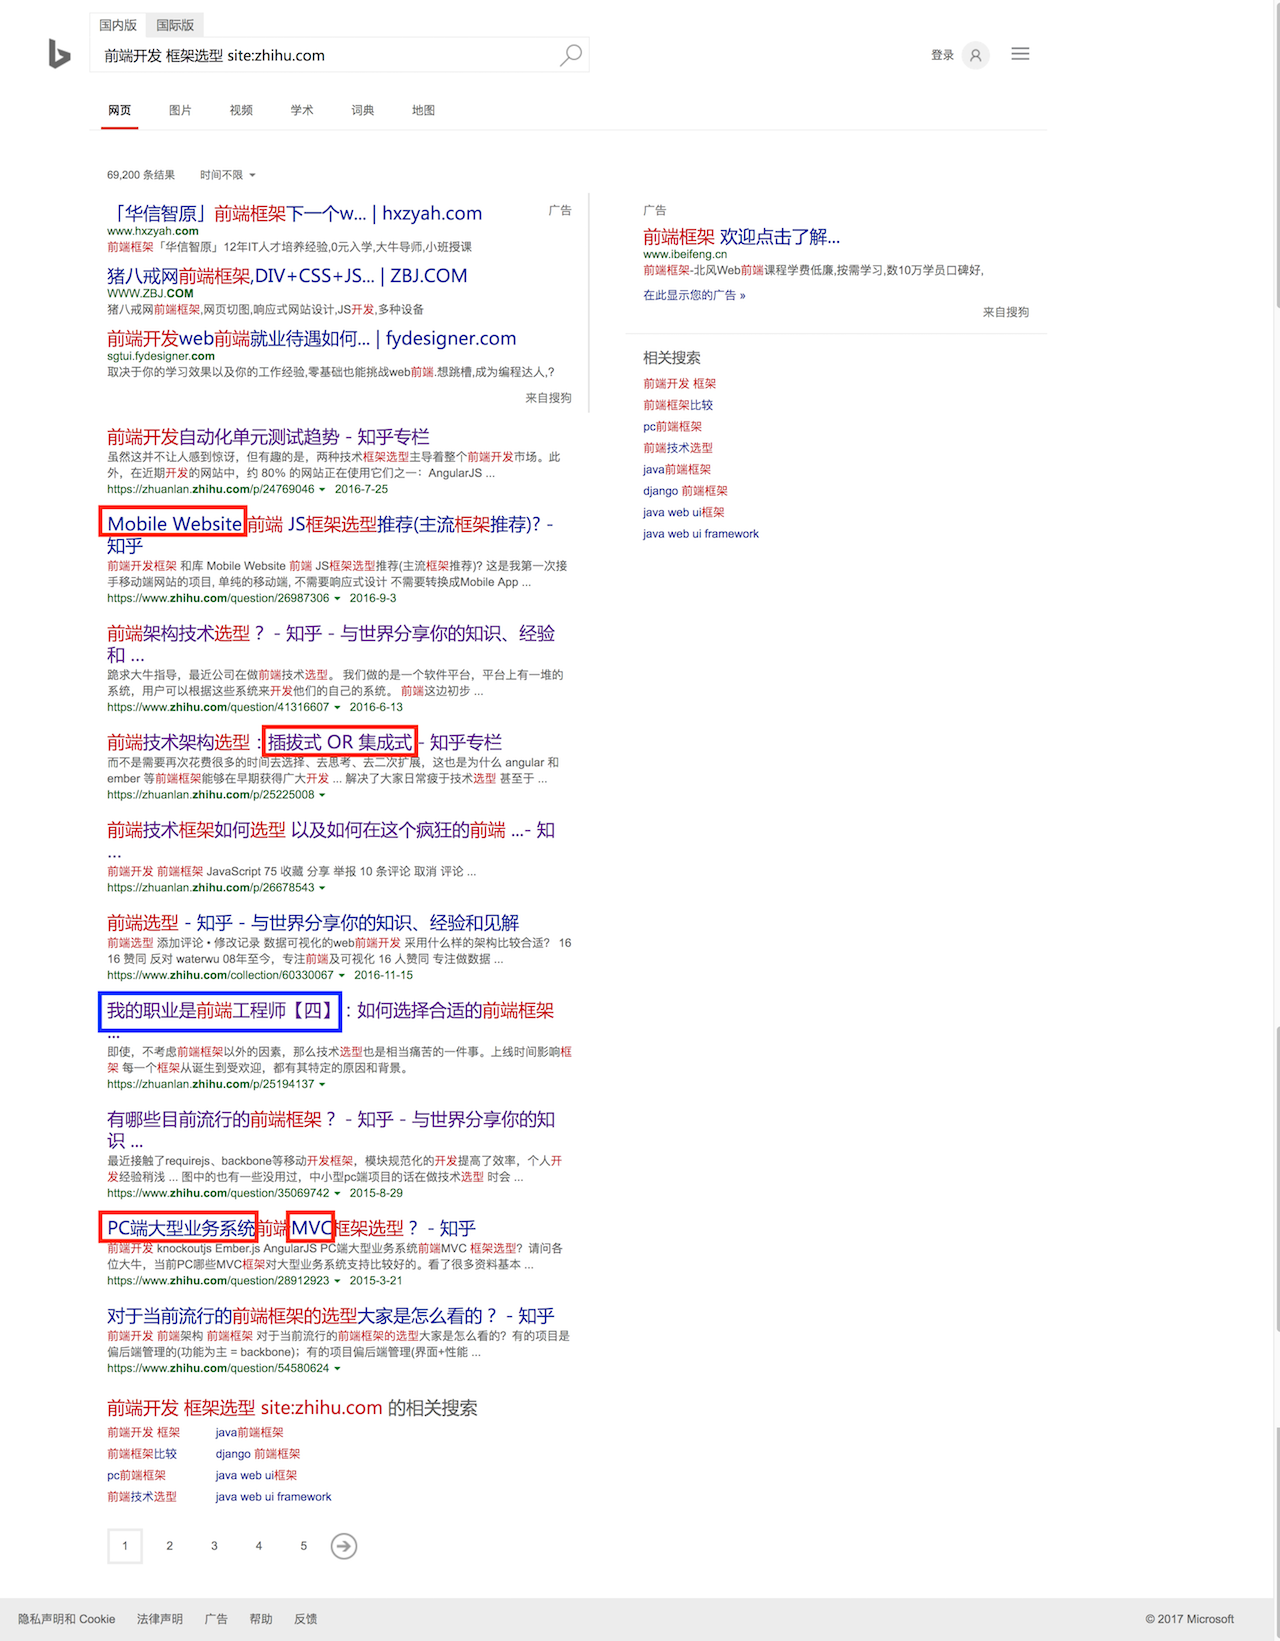 国内版 国际版
前端开发 框架选型 site:zhihu.com
登录
网页 图片 视频 学术 词典 地图
69,200 条结果 时间不限
「华信智原」前端框架下一个w... | hxzyah.com 广告
www.hxzyah.com
前端框架「华信智原」12年IT人才培养经验,0元入学,大牛导师,小班授课
猪八戒网前端框架,DIV+CSS+JS... | ZBJ.COM
WWW.ZBJ.COM
猪八戒网前端框架,网页切图,响应式网站设计,JS开发,多种设备
前端开发web前端就业待遇如何... | fydesigner.com
sgtui.fydesigner.com
取决于你的学习效果以及你的工作经验,零基础也能挑战web前端.想跳槽,成为编程达人,?
来自搜狗
前端开发自动化单元测试趋势 - 知乎专栏
虽然这并不让人感到惊讶，但有趣的是，两种技术框架选型主导着整个前端开发市场。此
外，在近期开发的网站中，约 80% 的网站正在使用它们之一：AngularJS ...
https://zhuanlan.zhihu.com/p/24769046 2016-7-25
Mobile Website 前端 JS框架选型推荐(主流框架推荐)? -
知乎
前端开发框架 和库 Mobile Website 前端 JS框架选型推荐(主流框架推荐)? 这是我第一次接
手移动端网站的项目, 单纯的移动端, 不需要响应式设计 不需要转换成Mobile App ...
https://www.zhihu.com/question/26987306 2016-9-3
前端架构技术选型？ - 知乎 - 与世界分享你的知识、经验
和 ...
跪求大牛指导，最近公司在做前端技术选型。 我们做的是一个软件平台，平台上有一堆的
系统，用户可以根据这些系统来开发他们的自己的系统。 前端这边初步 ...
https://www.zhihu.com/question/41316607 2016-6-13
前端技术架构选型：插拔式 OR 集成式 - 知乎专栏
而不是需要再次花费很多的时间去选择、去思考、去二次扩展，这也是为什么 angular 和
ember 等前端框架能够在早期获得广大开发 ... 解决了大家日常疲于技术选型 甚至于 ...
https://zhuanlan.zhihu.com/p/25225008
前端技术框架如何选型 以及如何在这个疯狂的前端 ...- 知
...
前端开发 前端框架 JavaScript 75 收藏 分享 举报 10 条评论 取消 评论 ...
https://zhuanlan.zhihu.com/p/26678543
前端选型 - 知乎 - 与世界分享你的知识、经验和见解
前端选型 添加评论 • 修改记录 数据可视化的web前端开发 采用什么样的架构比较合适？ 16
16 赞同 反对 waterwu 08年至今，专注前端及可视化 16 人赞同 专注做数据 ...
https://www.zhihu.com/collection/60330067 2016-11-15
我的职业是前端工程师【四】：如何选择合适的前端框架
...
即使，不考虑前端框架以外的因素，那么技术选型也是相当痛苦的一件事。上线时间影响框
架 每一个框架从诞生到受欢迎，都有其特定的原因和背景。
https://zhuanlan.zhihu.com/p/25194137
有哪些目前流行的前端框架？ - 知乎 - 与世界分享你的知
识 ...
最近接触了requirejs、backbone等移动开发框架，模块规范化的开发提高了效率，个人开
发经验稍浅 ... 图中的也有一些没用过，中小型pc端项目的话在做技术选型 时会 ...
https://www.zhihu.com/question/35069742 2015-8-29
PC端大型业务系统前端MVC框架选型？ - 知乎
前端开发 knockoutjs Ember.js AngularJS PC端大型业务系统前端MVC 框架选型？请问各
位大牛，当前PC哪些MVC框架对大型业务系统支持比较好的。看了很多资料基本 ...
https://www.zhihu.com/question/28912923 2015-3-21
对于当前流行的前端框架的选型大家是怎么看的？ - 知乎
前端开发 前端架构 前端框架 对于当前流行的前端框架的选型大家是怎么看的？有的项目是
偏后端管理的(功能为主 = backbone)；有的项目偏后端管理(界面+性能 ...
https://www.zhihu.com/question/54580624
前端开发 框架选型 site:zhihu.com 的相关搜索
前端开发 框架 java前端框架
前端框架比较 django 前端框架
pc前端框架 java web ui框架
前端技术选型 java web ui framework
1 2 3 4 5
广告
前端框架 欢迎点击了解...
www.ibeifeng.cn
前端框架-北风Web前端课程学费低廉,按需学习,数10万学员口碑好,
在此显示您的广告 »
来自搜狗
相关搜索
前端开发 框架
前端框架比较
pc前端框架
前端技术选型
java前端框架
django 前端框架
java web ui框架
java web ui framework
隐私声明和 Cookie 法律声明 广告 帮助 反馈 © 2017 Microsoft